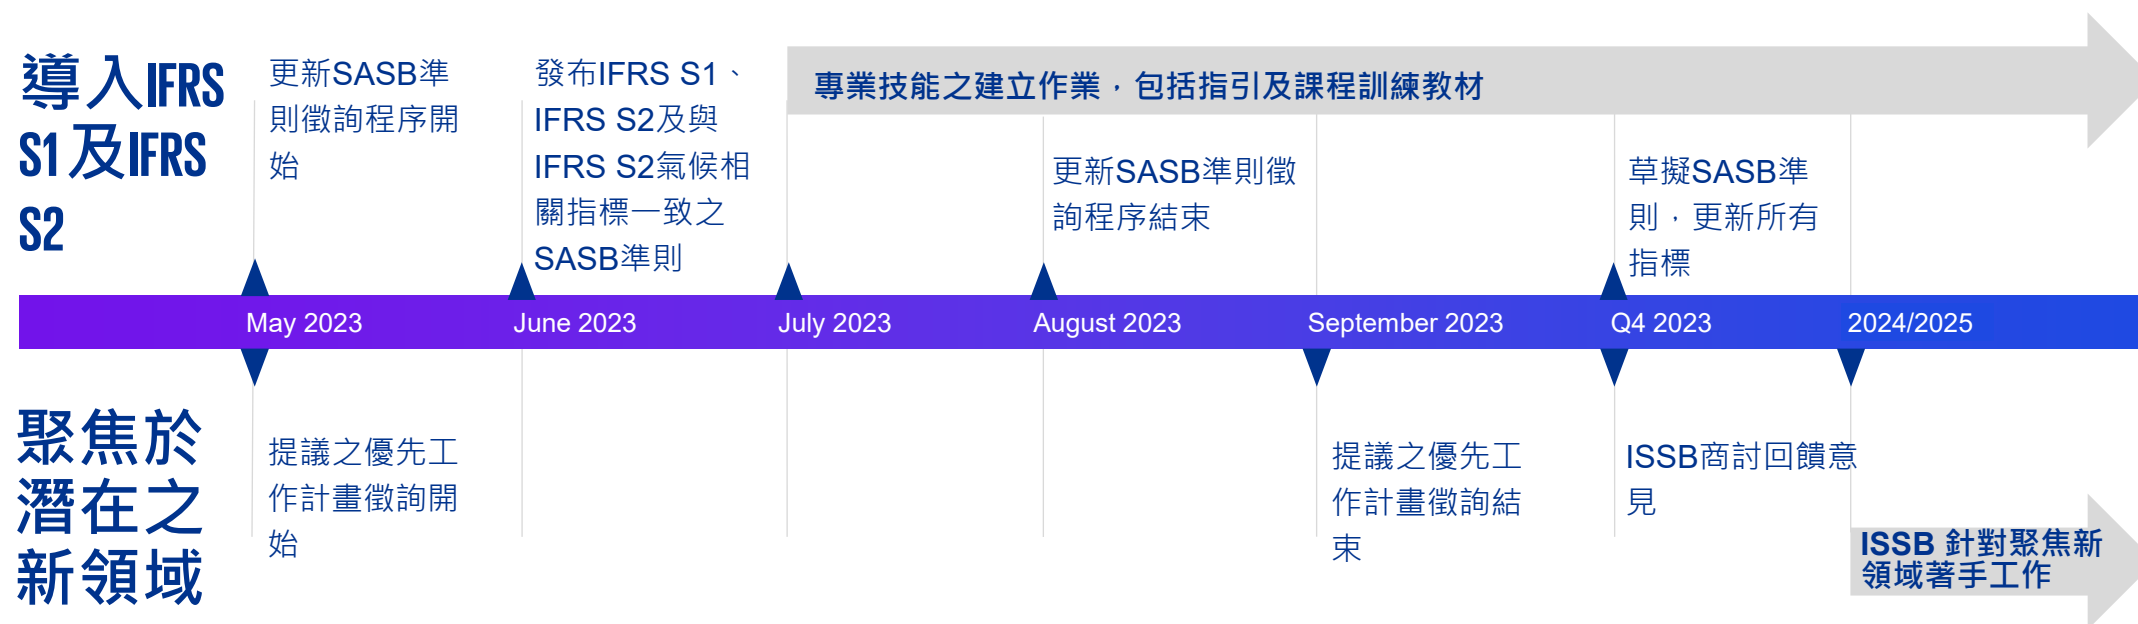 導入IFRS
S1及IFRS
S2
更新SASB準
則徵詢程序開
始
發布IFRS S1、
IFRS S2及與
IFRS S2氣候相
關指標一致之
SASB準則
專業技能之建立作業，包括指引及課程訓練教材
更新SASB準則徵
詢程序結束
草擬SASB準
則，更新所有
指標
May 2023
June 2023
July 2023
August 2023
September 2023
Q4 2023
2024/2025
聚焦於
潛在之
新領域
提議之優先工
作計畫徵詢開
始
提議之優先工
作計畫徵詢結
束
ISSB商討回饋意
見
ISSB 針對聚焦新
領域著手工作